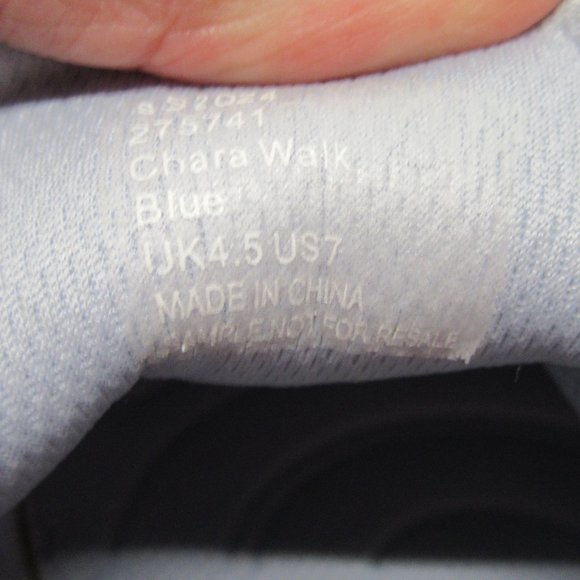 275741
Chara Walk,
Blue
UK4.5 US7
MADE IN CHINA
SAMPLE NOT FOR RESALE